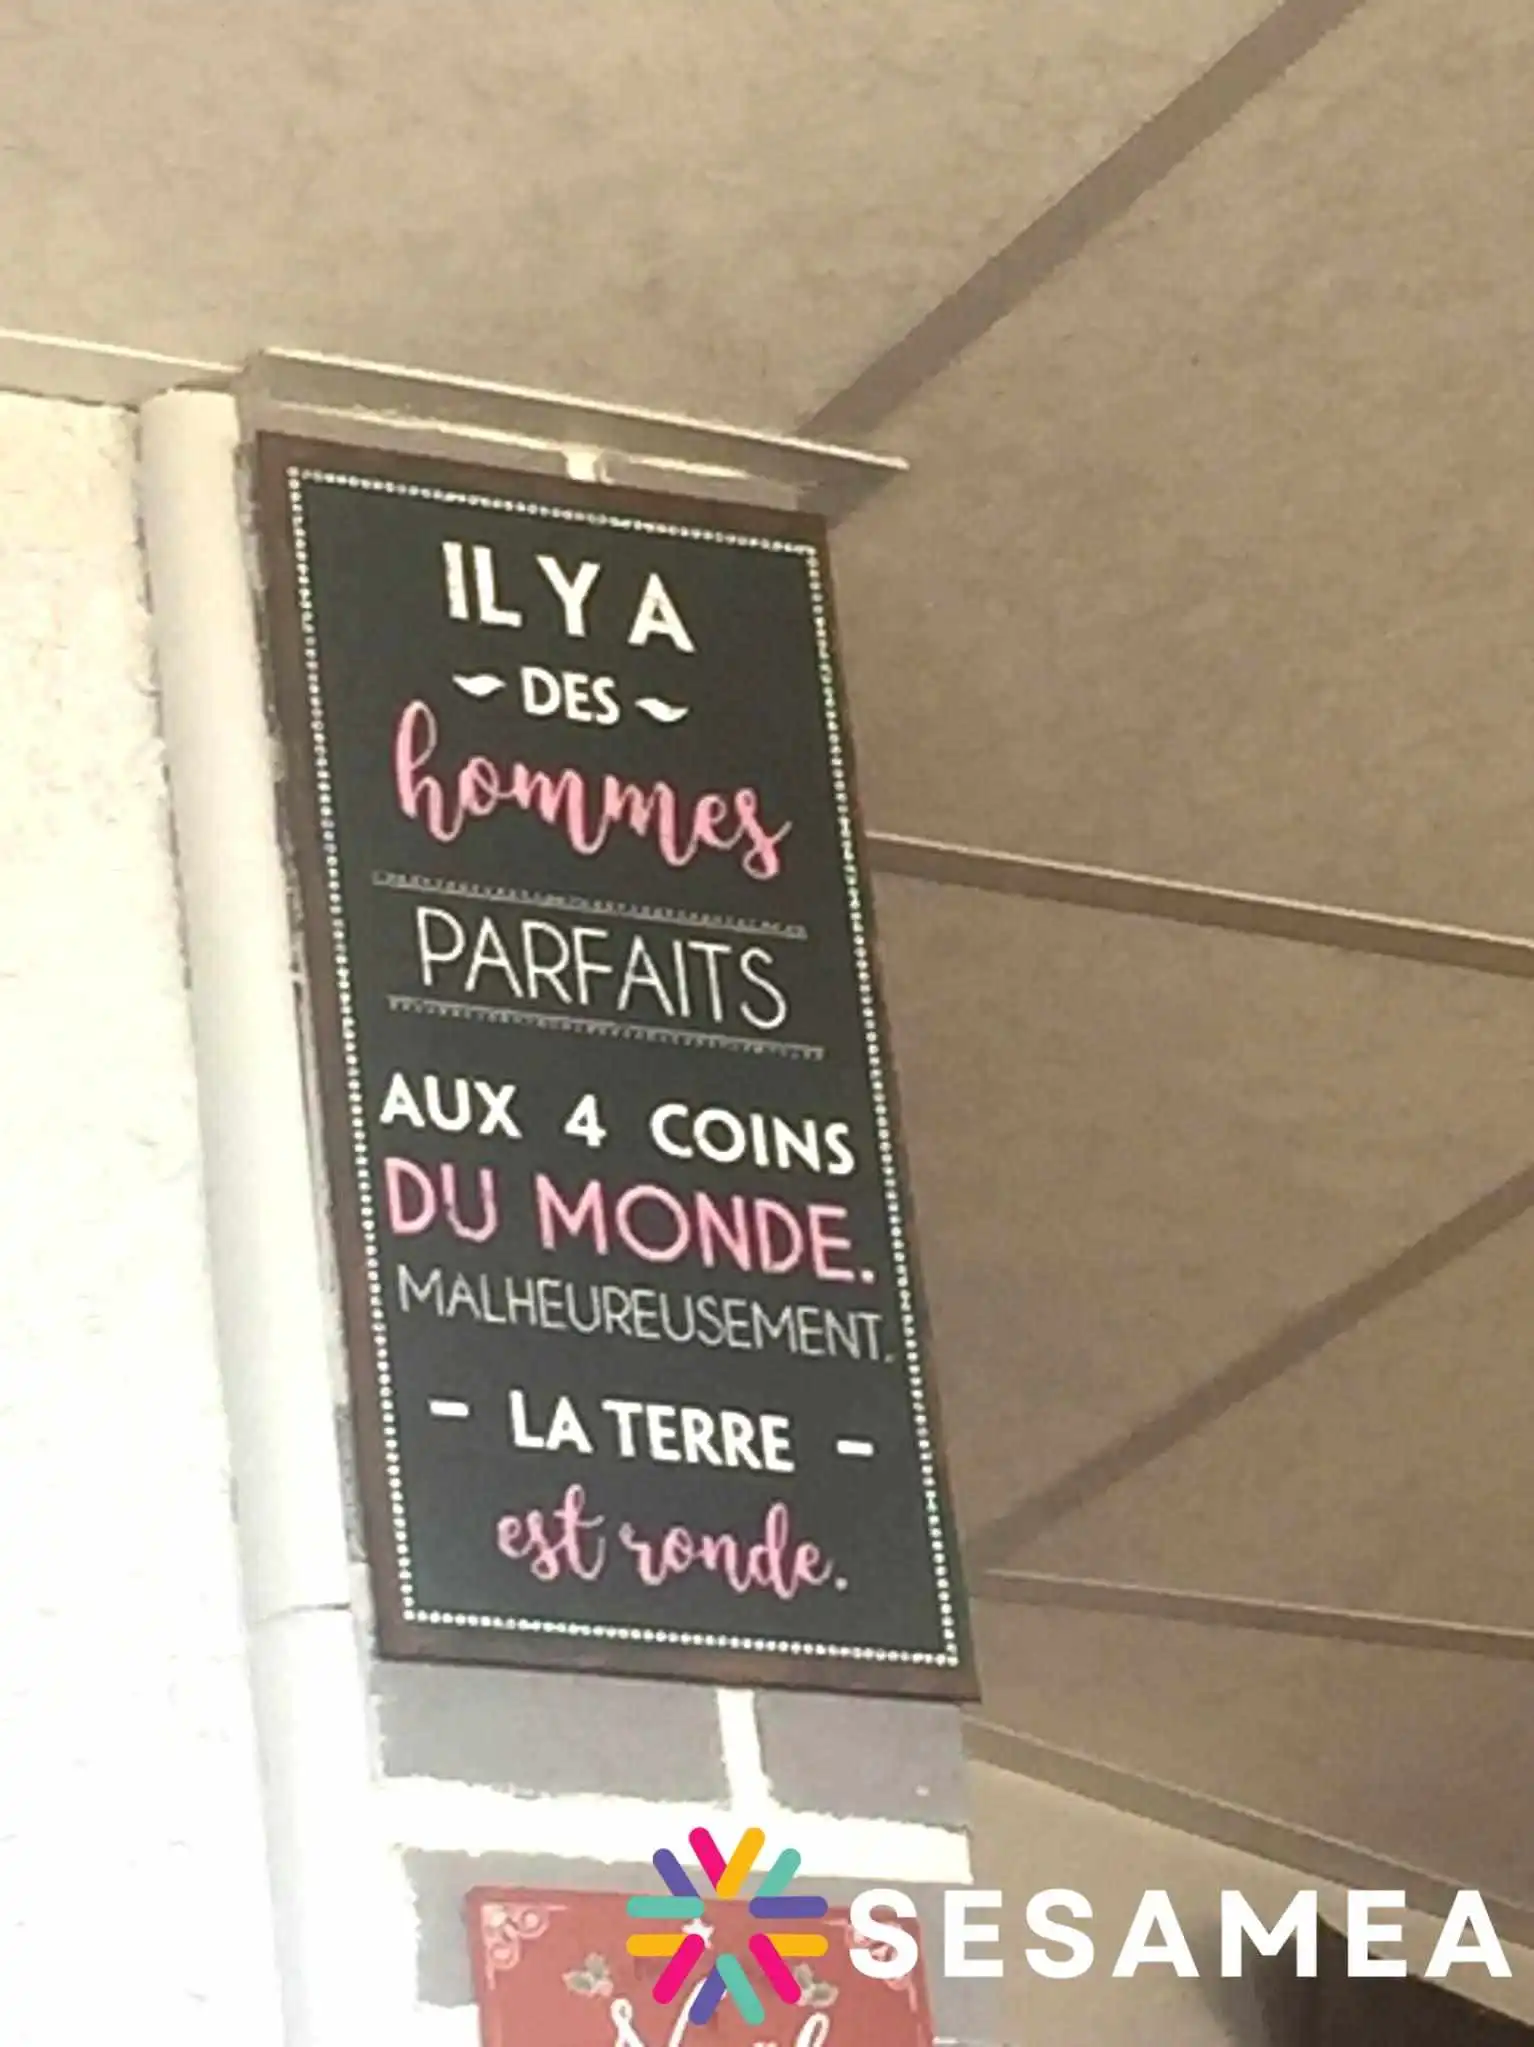 IL Y A
DES
hommes
PARFAITS
AUX 4 COINS
DU MONDE.
MALHEUREUSEMENT.
- LA TERRE -
est ronde.
SESAMEA